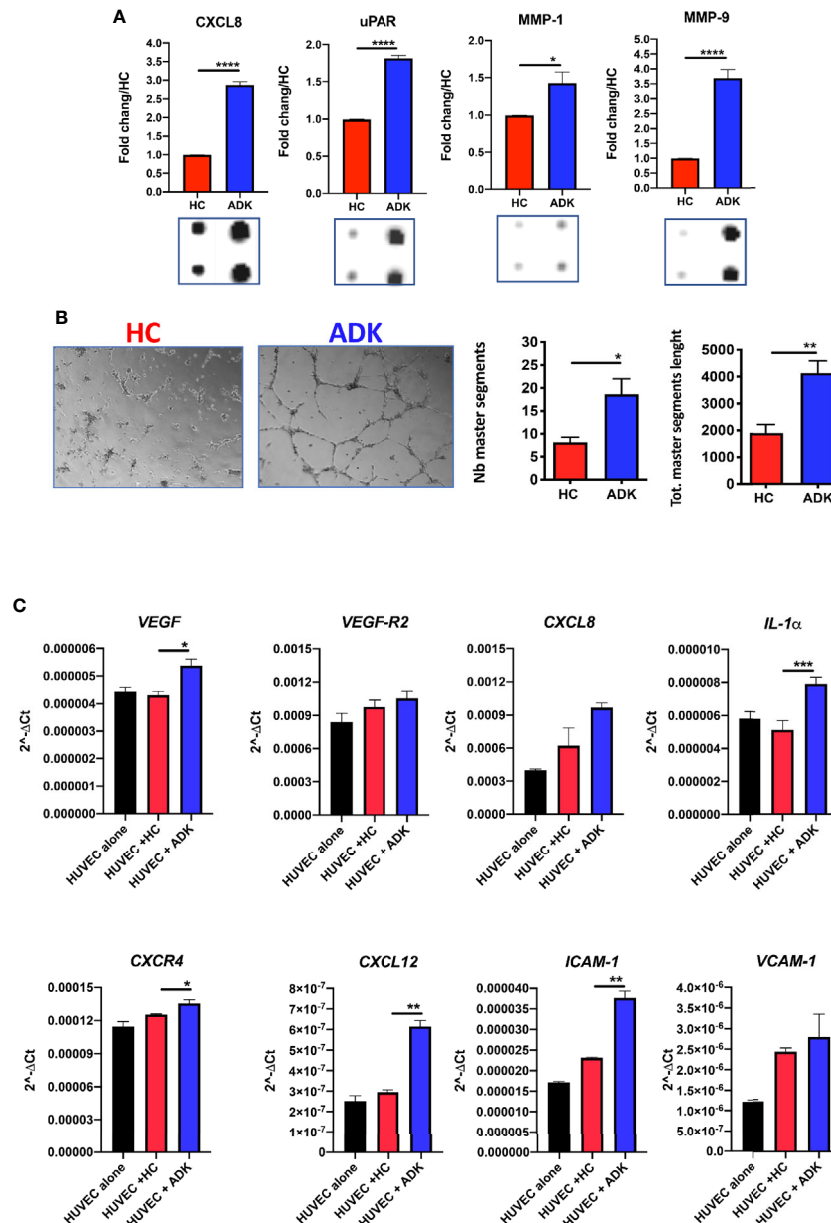 A
CXCL8
uPAR
MMP-1
MMP-9
Fold chang/HC
4.0
3.5
3.0
2.5
2.0
1.5
1.0
0.5
0.0
****
HC
ADK
Fold chang/HC
2.0
1.5
1.0
0.5
0.0
****
HC
ADK
Fold chang/HC
2.0
1.5
1.0
0.5
0.0
*
HC
ADK
Fold chang/HC
5.0
4.5
4.0
3.5
3.0
2.5
2.0
1.5
1.0
0.5
0.0
****
HC
ADK
B
HC
ADK
Nb master segments
30
25
20
15
10
5
0
*
HC
ADK
Tot. master segments lenght
5000
4000
3000
2000
1000
0
**
HC
ADK
C
VEGF
2^-ΔCt
0.000006
0.000005
0.000004
0.000003
0.000002
0.000001
0.000000
*
HUVEC alone
HUVEC +HC
HUVEC + ADK
VEGF-R2
2^-ΔCt
0.0015
0.0012
0.0009
0.0006
0.0003
0.0000
HUVEC alone
HUVEC +HC
HUVEC + ADK
CXCL8
2^-ΔCt
0.0015
0.0012
0.0009
0.0006
0.0003
0.0000
HUVEC alone
HUVEC +HC
HUVEC + ADK
IL-1α
2^-ΔCt
0.000010
0.000008
0.000006
0.000004
0.000002
0.000000
***
HUVEC alone
HUVEC +HC
HUVEC + ADK
CXCR4
2^-ΔCt
0.00015
0.00012
0.00009
0.00006
0.00003
0.00000
*
HUVEC alone
HUVEC +HC
HUVEC + ADK
CXCL12
2^-ΔCt
8×10⁻⁷
7×10⁻⁷
6×10⁻⁷
5×10⁻⁷
4×10⁻⁷
3×10⁻⁷
2×10⁻⁷
1×10⁻⁷
0
**
HUVEC alone
HUVEC +HC
HUVEC + ADK
ICAM-1
2^-ΔCt
0.000040
0.000035
0.000030
0.000025
0.000020
0.000015
0.000010
0.000005
0.000000
**
HUVEC alone
HUVEC +HC
HUVEC + ADK
VCAM-1
2^-ΔCt
4.0×10⁻⁶
3.5×10⁻⁶
3.0×10⁻⁶
2.5×10⁻⁶
2.0×10⁻⁶
1.5×10⁻⁶
1.0×10⁻⁶
5.0×10⁻⁷
0.0
HUVEC alone
HUVEC +HC
HUVEC + ADK